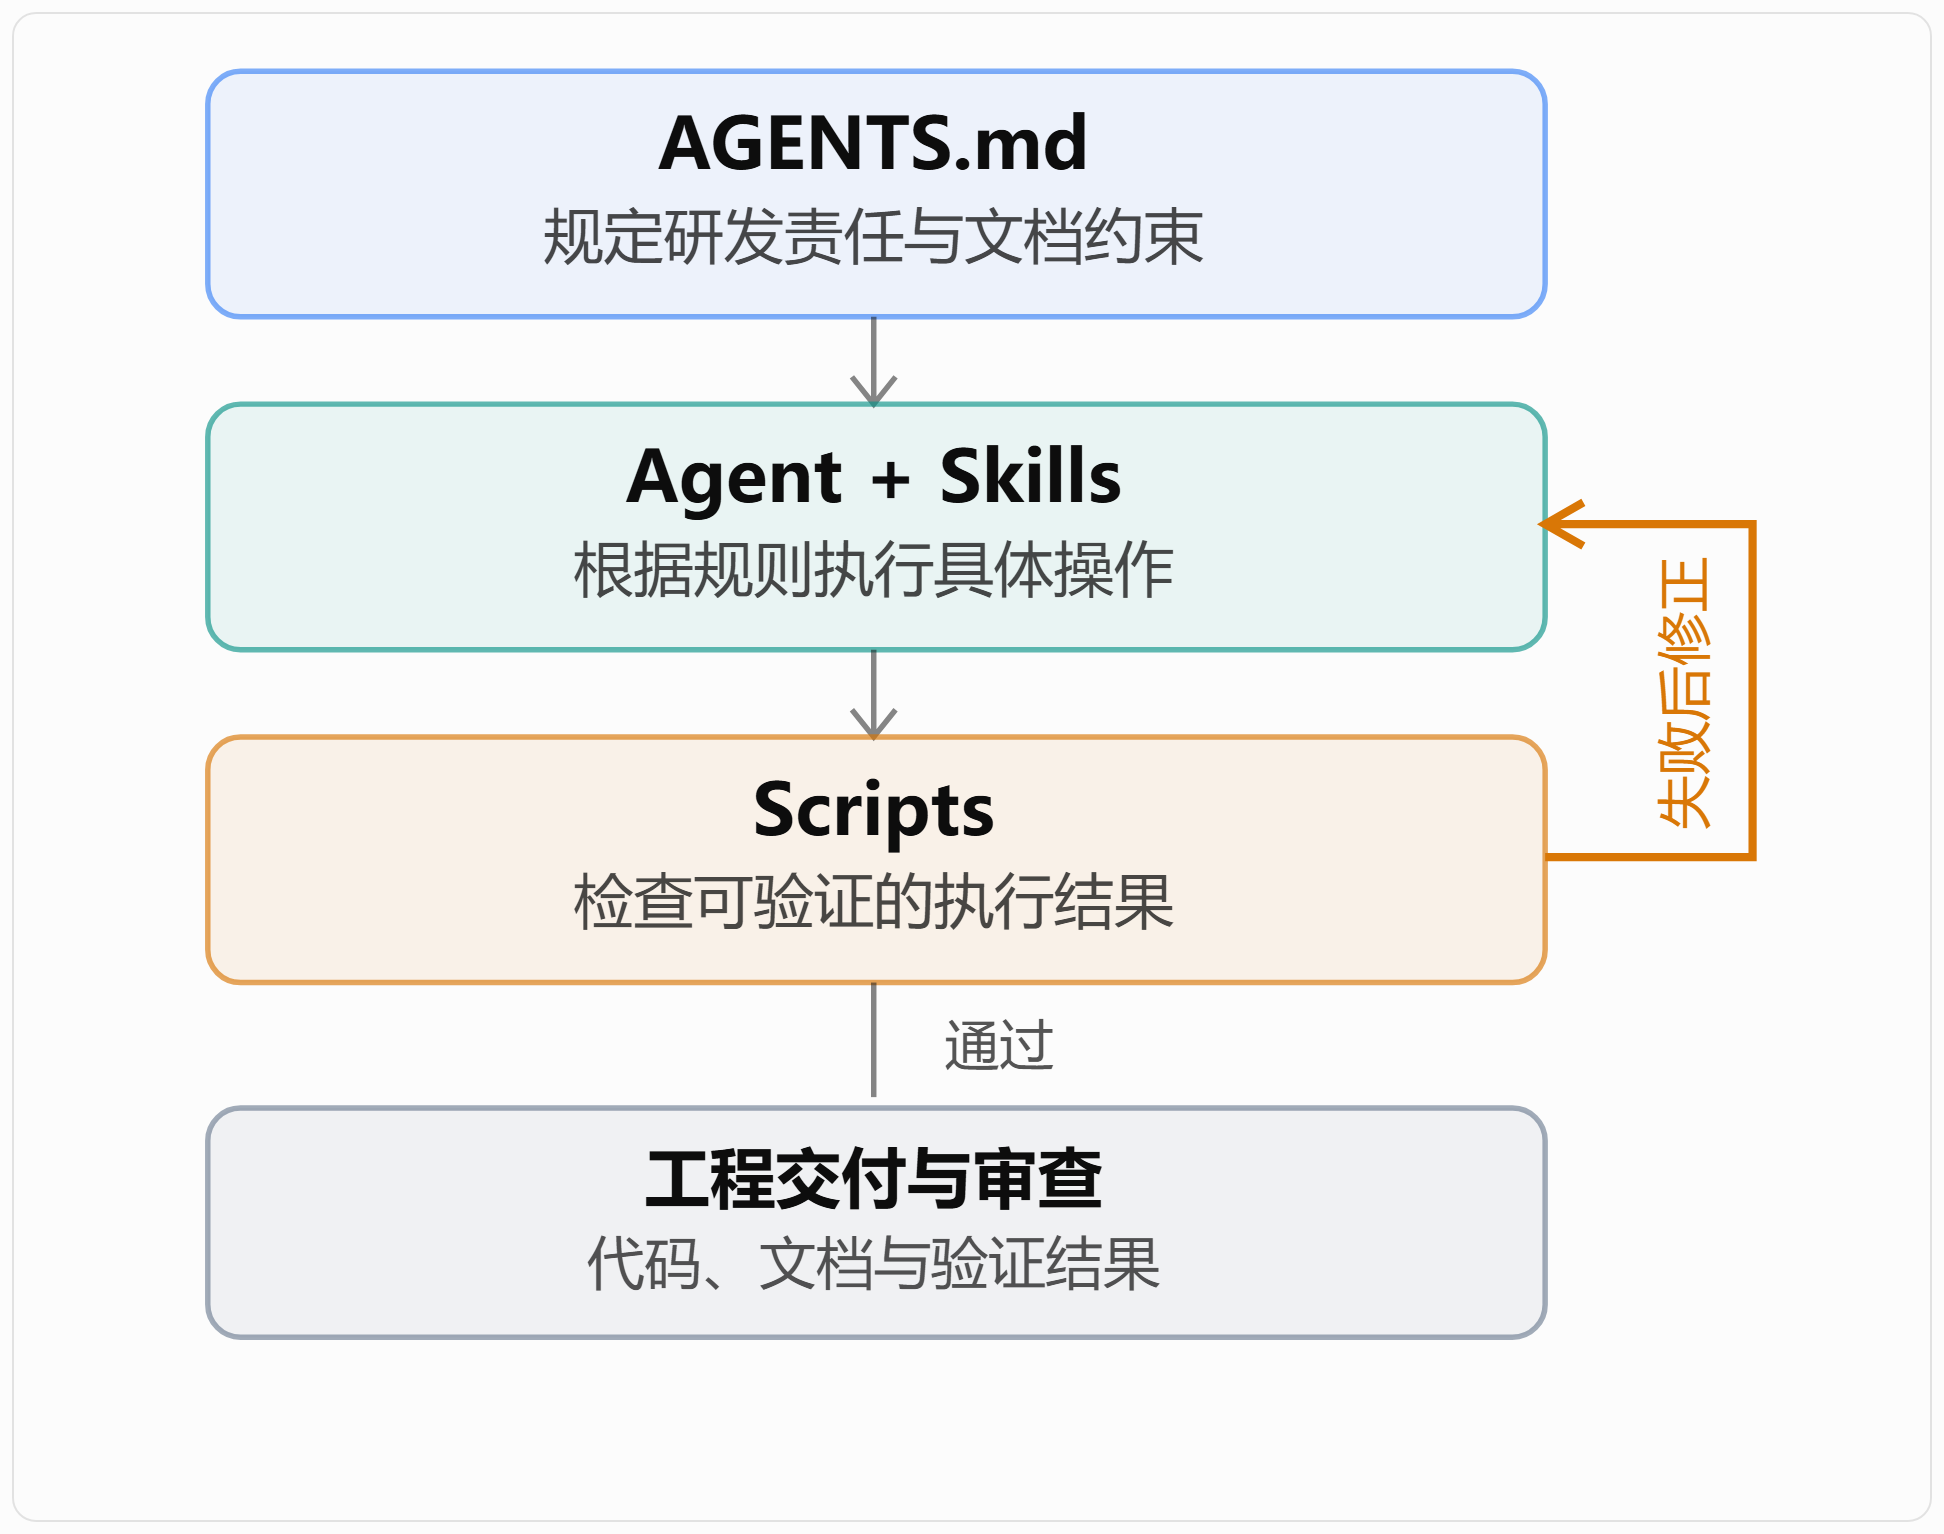 AGENTS.md
规定研发责任与文档约束
Agent + Skills
根据规则执行具体操作
失败后修正
Scripts
检查可验证的执行结果
通过
工程交付与审查
代码、文档与验证结果